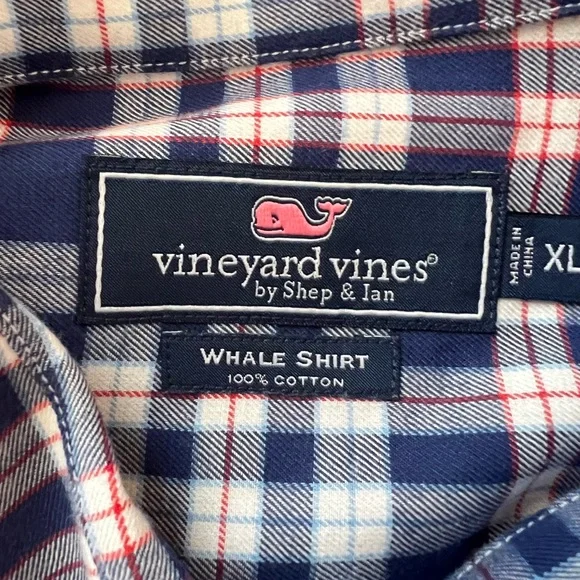 vineyard vines®
by Shep & Ian
WHALE SHIRT
100% COTTON
MADE IN
CHINA
XL